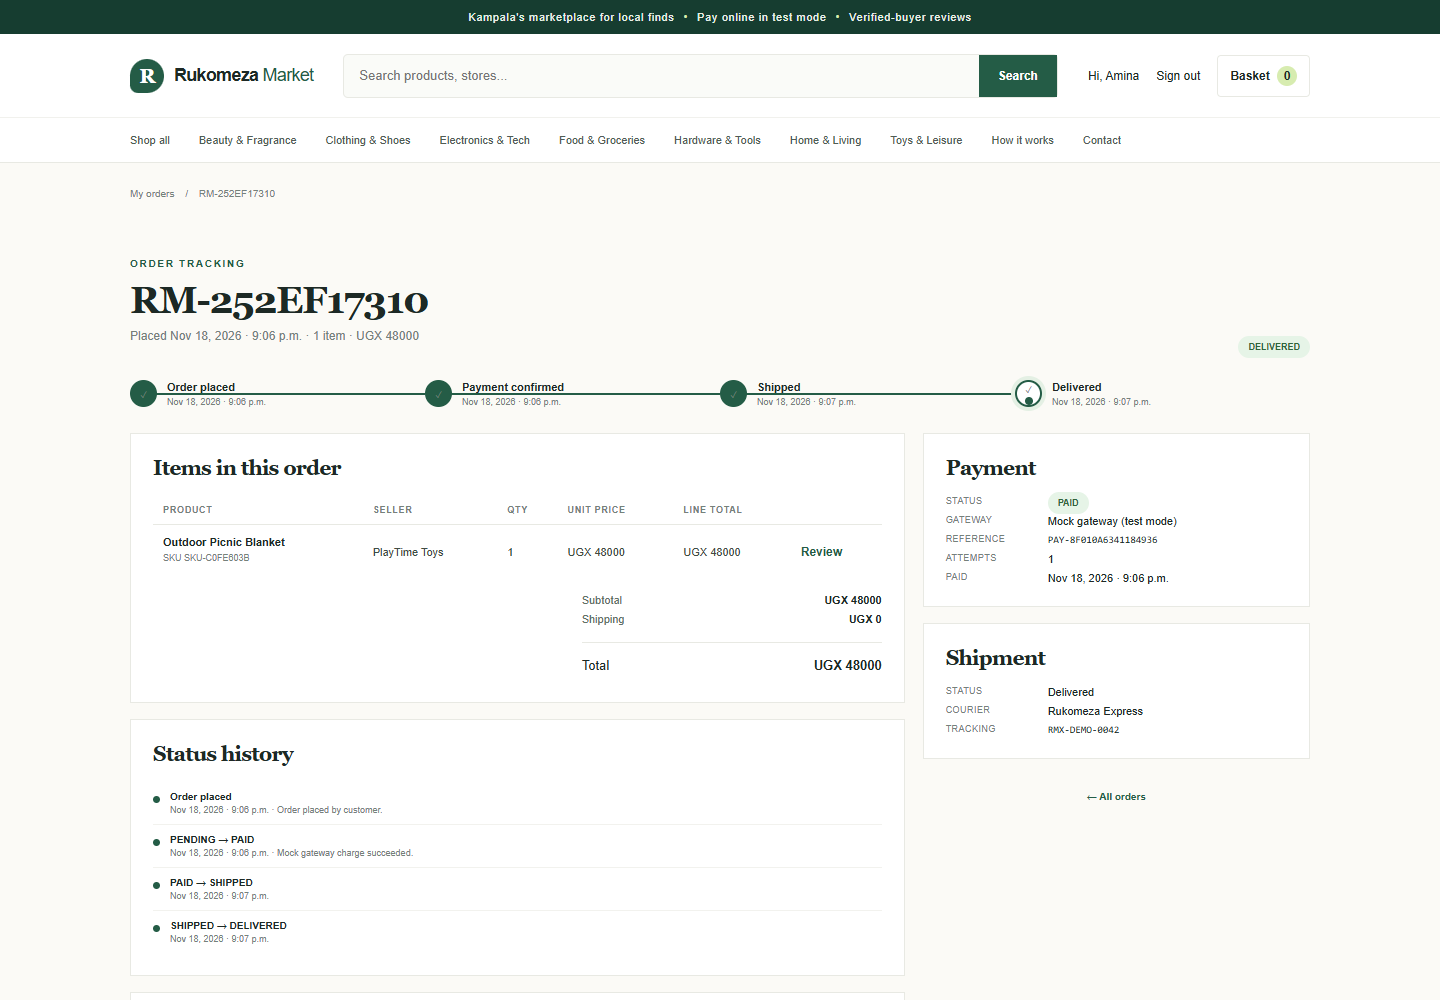 Kampala's marketplace for local finds • Pay online in test mode • Verified-buyer reviews
R Rukomeza Market
Search products, stores...
Search
Hi, Amina
Sign out
Basket 0
Shop all
Beauty & Fragrance
Clothing & Shoes
Electronics & Tech
Food & Groceries
Hardware & Tools
Home & Living
Toys & Leisure
How it works
Contact
My orders / RM-252EF17310
ORDER TRACKING
RM-252EF17310
Placed Nov 18, 2026 · 9:06 p.m. · 1 item · UGX 48000
DELIVERED
✓ Order placed
Nov 18, 2026 · 9:06 p.m.
✓ Payment confirmed
Nov 18, 2026 · 9:06 p.m.
✓ Shipped
Nov 18, 2026 · 9:07 p.m.
✓ Delivered
Nov 18, 2026 · 9:07 p.m.
Items in this order
PRODUCT SELLER QTY UNIT PRICE LINE TOTAL
Outdoor Picnic Blanket
SKU SKU-C0FE603B
PlayTime Toys 1 UGX 48000 UGX 48000 Review
Subtotal UGX 48000
Shipping UGX 0
Total UGX 48000
Status history
Order placed
Nov 18, 2026 · 9:06 p.m. · Order placed by customer.
PENDING → PAID
Nov 18, 2026 · 9:06 p.m. · Mock gateway charge succeeded.
PAID → SHIPPED
Nov 18, 2026 · 9:07 p.m.
SHIPPED → DELIVERED
Nov 18, 2026 · 9:07 p.m.
Payment
STATUS PAID
GATEWAY Mock gateway (test mode)
REFERENCE PAY-8F010A6341184936
ATTEMPTS 1
PAID Nov 18, 2026 · 9:06 p.m.
Shipment
STATUS Delivered
COURIER Rukomeza Express
TRACKING RMX-DEMO-0042
← All orders